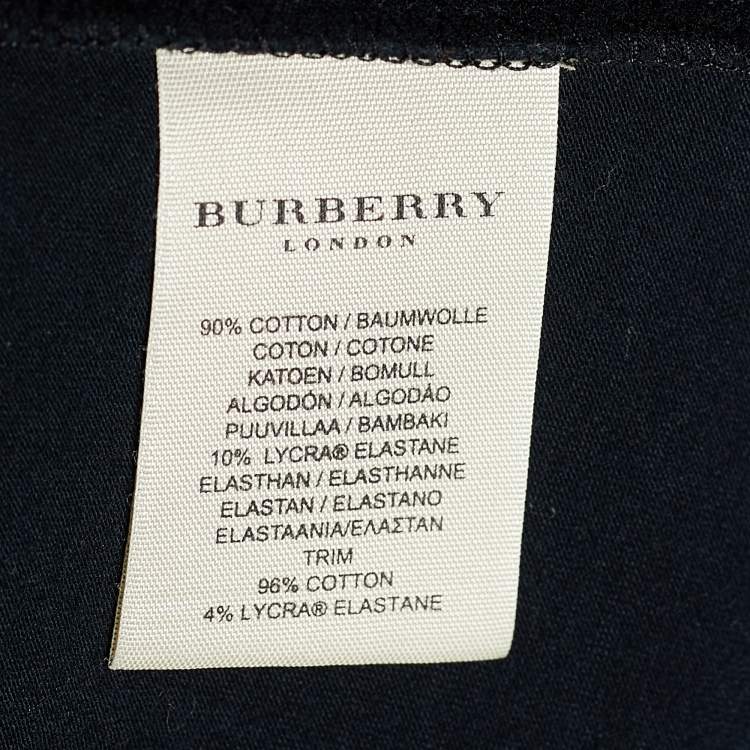 BURBERRY
LONDON
90% COTTON / BAUMWOLLE
COTON / COTONE
KATOEN / BOMULL
ALGODÓN / ALGODÃO
PUUVILLAA / BAMBAKI
10% LYCRA® ELASTANE
ELASTHAN / ELASTHANNE
ELASTAN / ELASTANO
ELASTAANIA/ΕΛΑΣΤΑΝ
TRIM
96% COTTON
4% LYCRA® ELASTANE